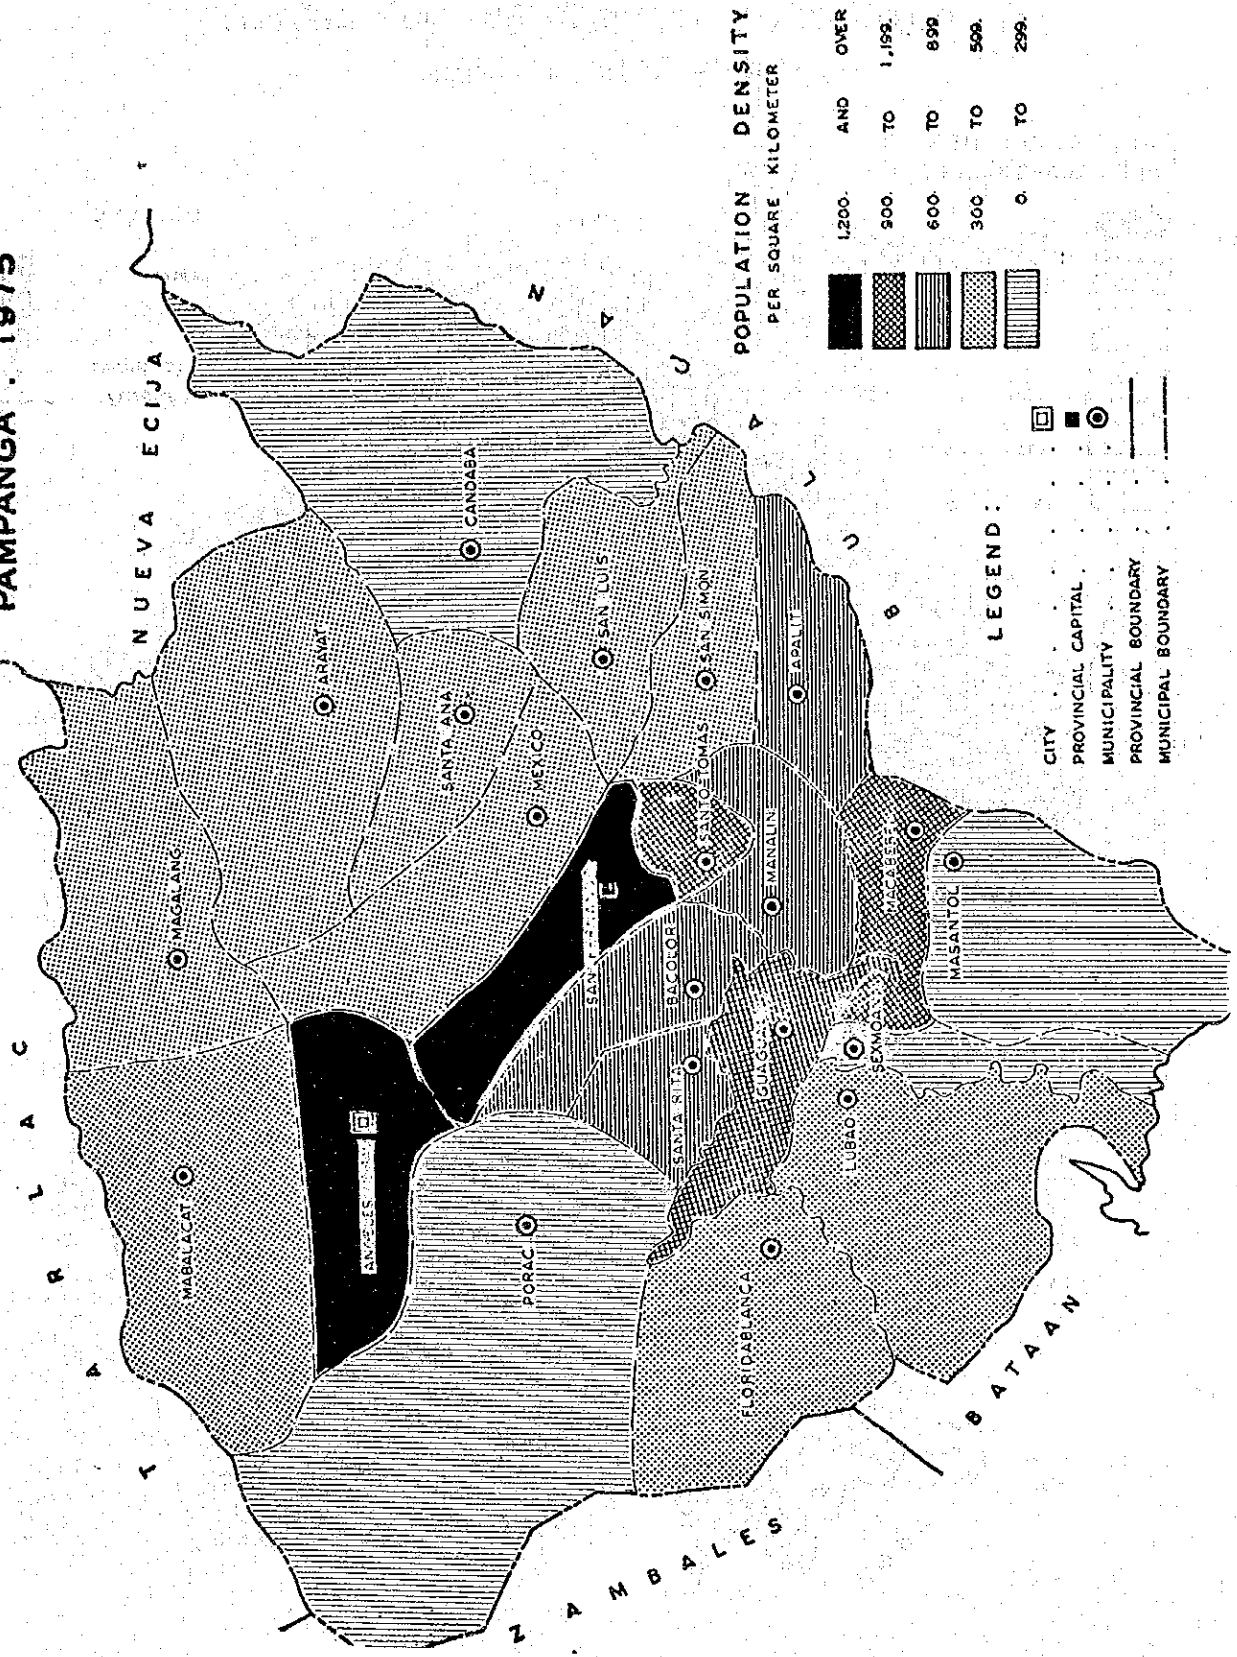 PAMPANGA : 1975
NUEVA ECIJA
TARLAC
ZAMBALES
BATAAN
BULUCAN
MABALACAT
MAGALANG
ARAYAT
ANGELES
SANTA ANA
MEXICO
CANDABA
SAN LUIS
SAN SIMON
APALIT
SANTO TOMAS
MINALIN
MACABEBE
MASANTOL
BACOLOR
SANTA RITA
GUAGUA
SEXMOAN
LUBAO
PORAC
FLORIDABLANCA
POPULATION DENSITY
PER SQUARE KILOMETER
1,200. AND OVER
900. TO 1,199.
600. TO 899.
300 TO 599.
0. TO 299.
LEGEND :
CITY . . . . . .
PROVINCIAL CAPITAL . . . .
MUNICIPALITY . . . . .
PROVINCIAL BOUNDARY . . .
MUNICIPAL BOUNDARY . . .